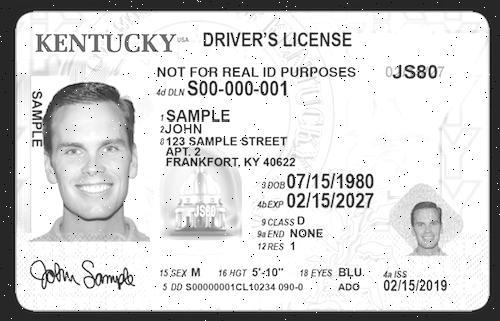 KENTUCKY USA DRIVER'S LICENSE
NOT FOR REAL ID PURPOSES JS80
4d DLN S00-000-001
1 SAMPLE
2 JOHN
8 123 SAMPLE STREET
APT. 2
FRANKFORT, KY 40622
SAMPLE
JS80
3 DOB 07/15/1980
4b EXP 02/15/2027
9 CLASS D
9a END NONE
12 RES 1
John Sample
15 SEX M 16 HGT 5'-10" 18 EYES BLU 4a ISS
5 DD S00000001CL10234 090-0 ADO 02/15/2019